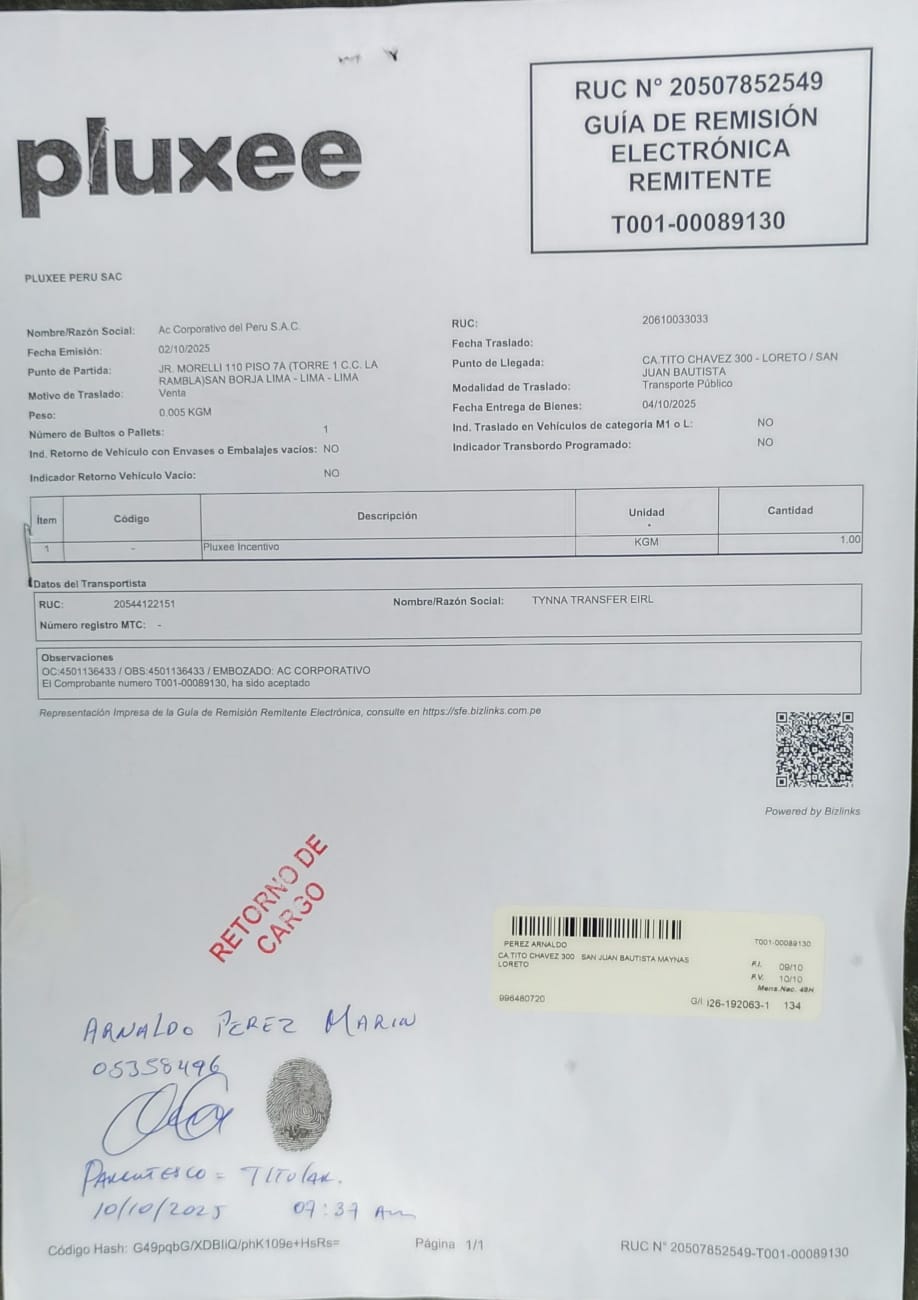 pluxee
RUC N° 20507852549
GUÍA DE REMISIÓN
ELECTRÓNICA
REMITENTE
T001-00089130
PLUXEE PERU SAC
Nombre/Razón Social: Ac Corporativo del Peru S.A.C.
Fecha Emisión: 02/10/2025
Punto de Partida: JR. MORELLI 110 PISO 7A (TORRE 1 C.C. LA
RAMBLA)SAN BORJA LIMA - LIMA - LIMA
Motivo de Traslado: Venta
Peso: 0.005 KGM
Número de Bultos o Pallets: 1
Ind. Retorno de Vehículo con Envases o Embalajes vacíos: NO
Indicador Retorno Vehículo Vacio: NO
RUC: 20610033033
Fecha Traslado:
Punto de Llegada: CA.TITO CHAVEZ 300 - LORETO / SAN
JUAN BAUTISTA
Modalidad de Traslado: Transporte Público
Fecha Entrega de Bienes: 04/10/2025
Ind. Traslado en Vehículos de categoría M1 o L: NO
Indicador Transbordo Programado: NO
Ítem Código Descripción Unidad Cantidad
1 - Pluxee Incentivo KGM 1.00
Datos del Transportista
RUC: 20544122151 Nombre/Razón Social: TYNNA TRANSFER EIRL
Número registro MTC: -
Observaciones
OC:4501136433 / OBS:4501136433 / EMBOZADO: AC CORPORATIVO
El Comprobante numero T001-00089130, ha sido aceptado
Representación Impresa de la Guía de Remisión Remitente Electrónica, consulte en https://sfe.bizlinks.com.pe
Powered by Bizlinks
RETORNO DE
CARGO
PEREZ ARNALDO T001-00089130
CA.TITO CHAVEZ 300 SAN JUAN BAUTISTA MAYNAS
LORETO
F.I. 09/10
F.V. 10/10
Mens.Nac. 48H
996480720 G/I i26-192063-1 134
ARNALDO PEREZ MARIN
05358496
PARENTESCO = TITULAR.
10/10/2025 07:37 Am
Código Hash: G49pqbG/XDBIiQ/phK109e+HsRs= Página 1/1 RUC N° 20507852549-T001-00089130